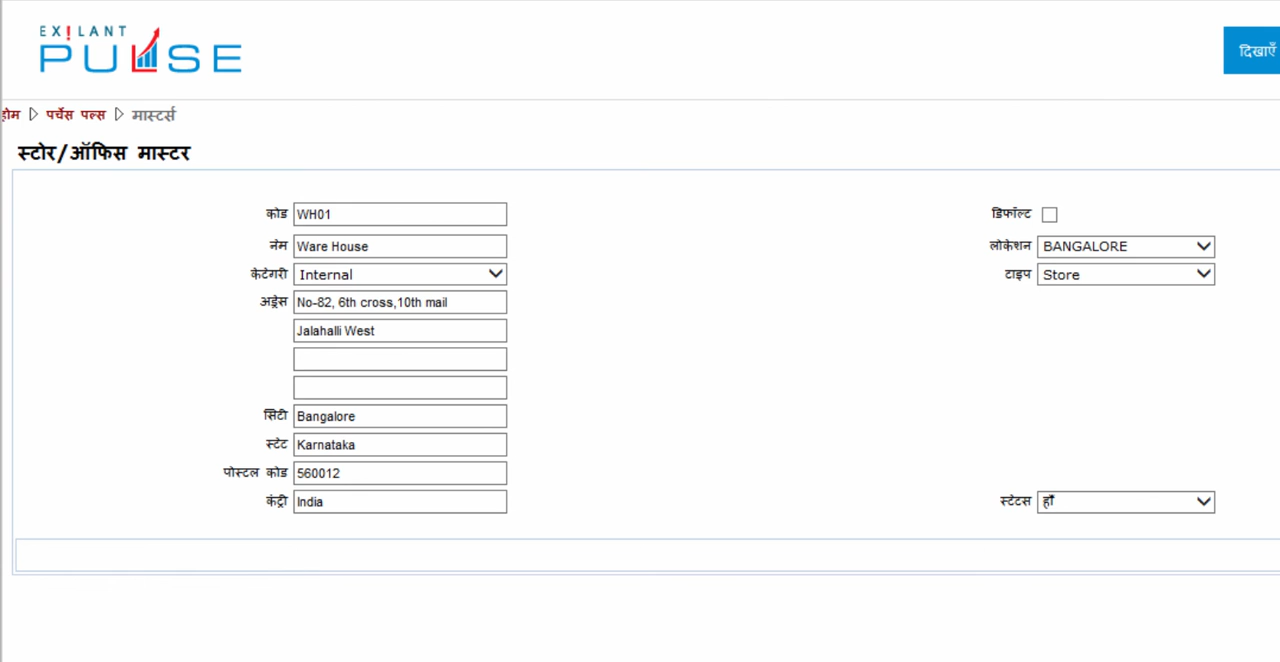 EX!LANT
PULSE
दिखाएँ
होम ▷ पर्चेस पल्स ▷ मास्टर्स
स्टोर/ऑफिस मास्टर
कोड WH01 डिफॉल्ट
नेम Ware House लोकेशन BANGALORE
केटेगरी Internal टाइप Store
अड्रेस No-82, 6th cross,10th mail
Jalahalli West
सिटी Bangalore
स्टेट Karnataka
पोस्टल कोड 560012
कंट्री India स्टेटस हाँ